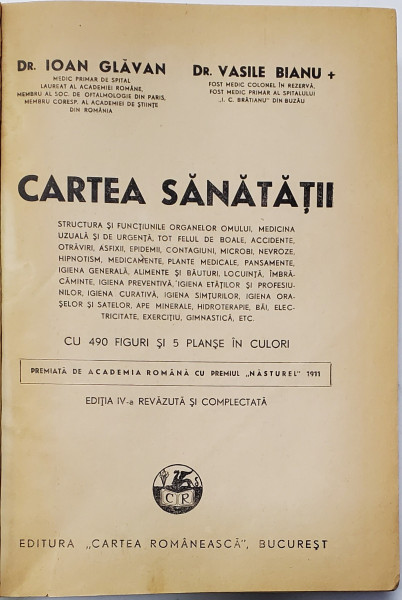 DR. IOAN GLĂVAN
MEDIC PRIMAR DE SPITAL
LAUREAT AL ACADEMIEI ROMÂNE,
MEMBRU AL SOC. DE OFTALMOLOGIE DIN PARIS,
MEMBRU CORESP. AL ACADEMIEI DE ȘTIINȚE
DIN ROMÂNIA
DR. VASILE BIANU +
FOST MEDIC COLONEL ÎN REZERVĂ,
FOST MEDIC PRIMAR AL SPITALULUI
„I. C. BRĂTIANU" DIN BUZĂU
CARTEA SĂNĂTĂȚII
STRUCTURA ȘI FUNCȚIUNILE ORGANELOR OMULUI, MEDICINA
UZUALĂ ȘI DE URGENȚĂ, TOT FELUL DE BOALE, ACCIDENTE,
OTRĂVIRI, ASFIXII, EPIDEMII, CONTAGIUNI, MICROBI, NEVROZE,
HIPNOTISM, MEDICAMENTE, PLANTE MEDICALE, PANSAMENTE,
IGIENA GENERALĂ, ALIMENTE ȘI BĂUTURI, LOCUINȚĂ, ÎMBRĂ-
CĂMINTE, IGIENA PREVENTIVĂ, IGIENA ETĂȚILOR ȘI PROFESIU-
NILOR, IGIENA CURATIVĂ, IGIENA SIMȚURILOR, IGIENA ORA-
ȘELOR ȘI SATELOR, APE MINERALE, HIDROTERAPIE, BĂI, ELEC-
TRICITATE, EXERCIȚIU, GIMNASTICĂ, ETC.
CU 490 FIGURI ȘI 5 PLANȘE ÎN CULORI
PREMIATĂ DE ACADEMIA ROMÂNĂ CU PREMIUL „NĂSTUREL" 1911
EDIȚIA IV-a REVĂZUTĂ ȘI COMPLECTATĂ
C R
EDITURA „CARTEA ROMÂNEASCĂ", BUCUREȘT